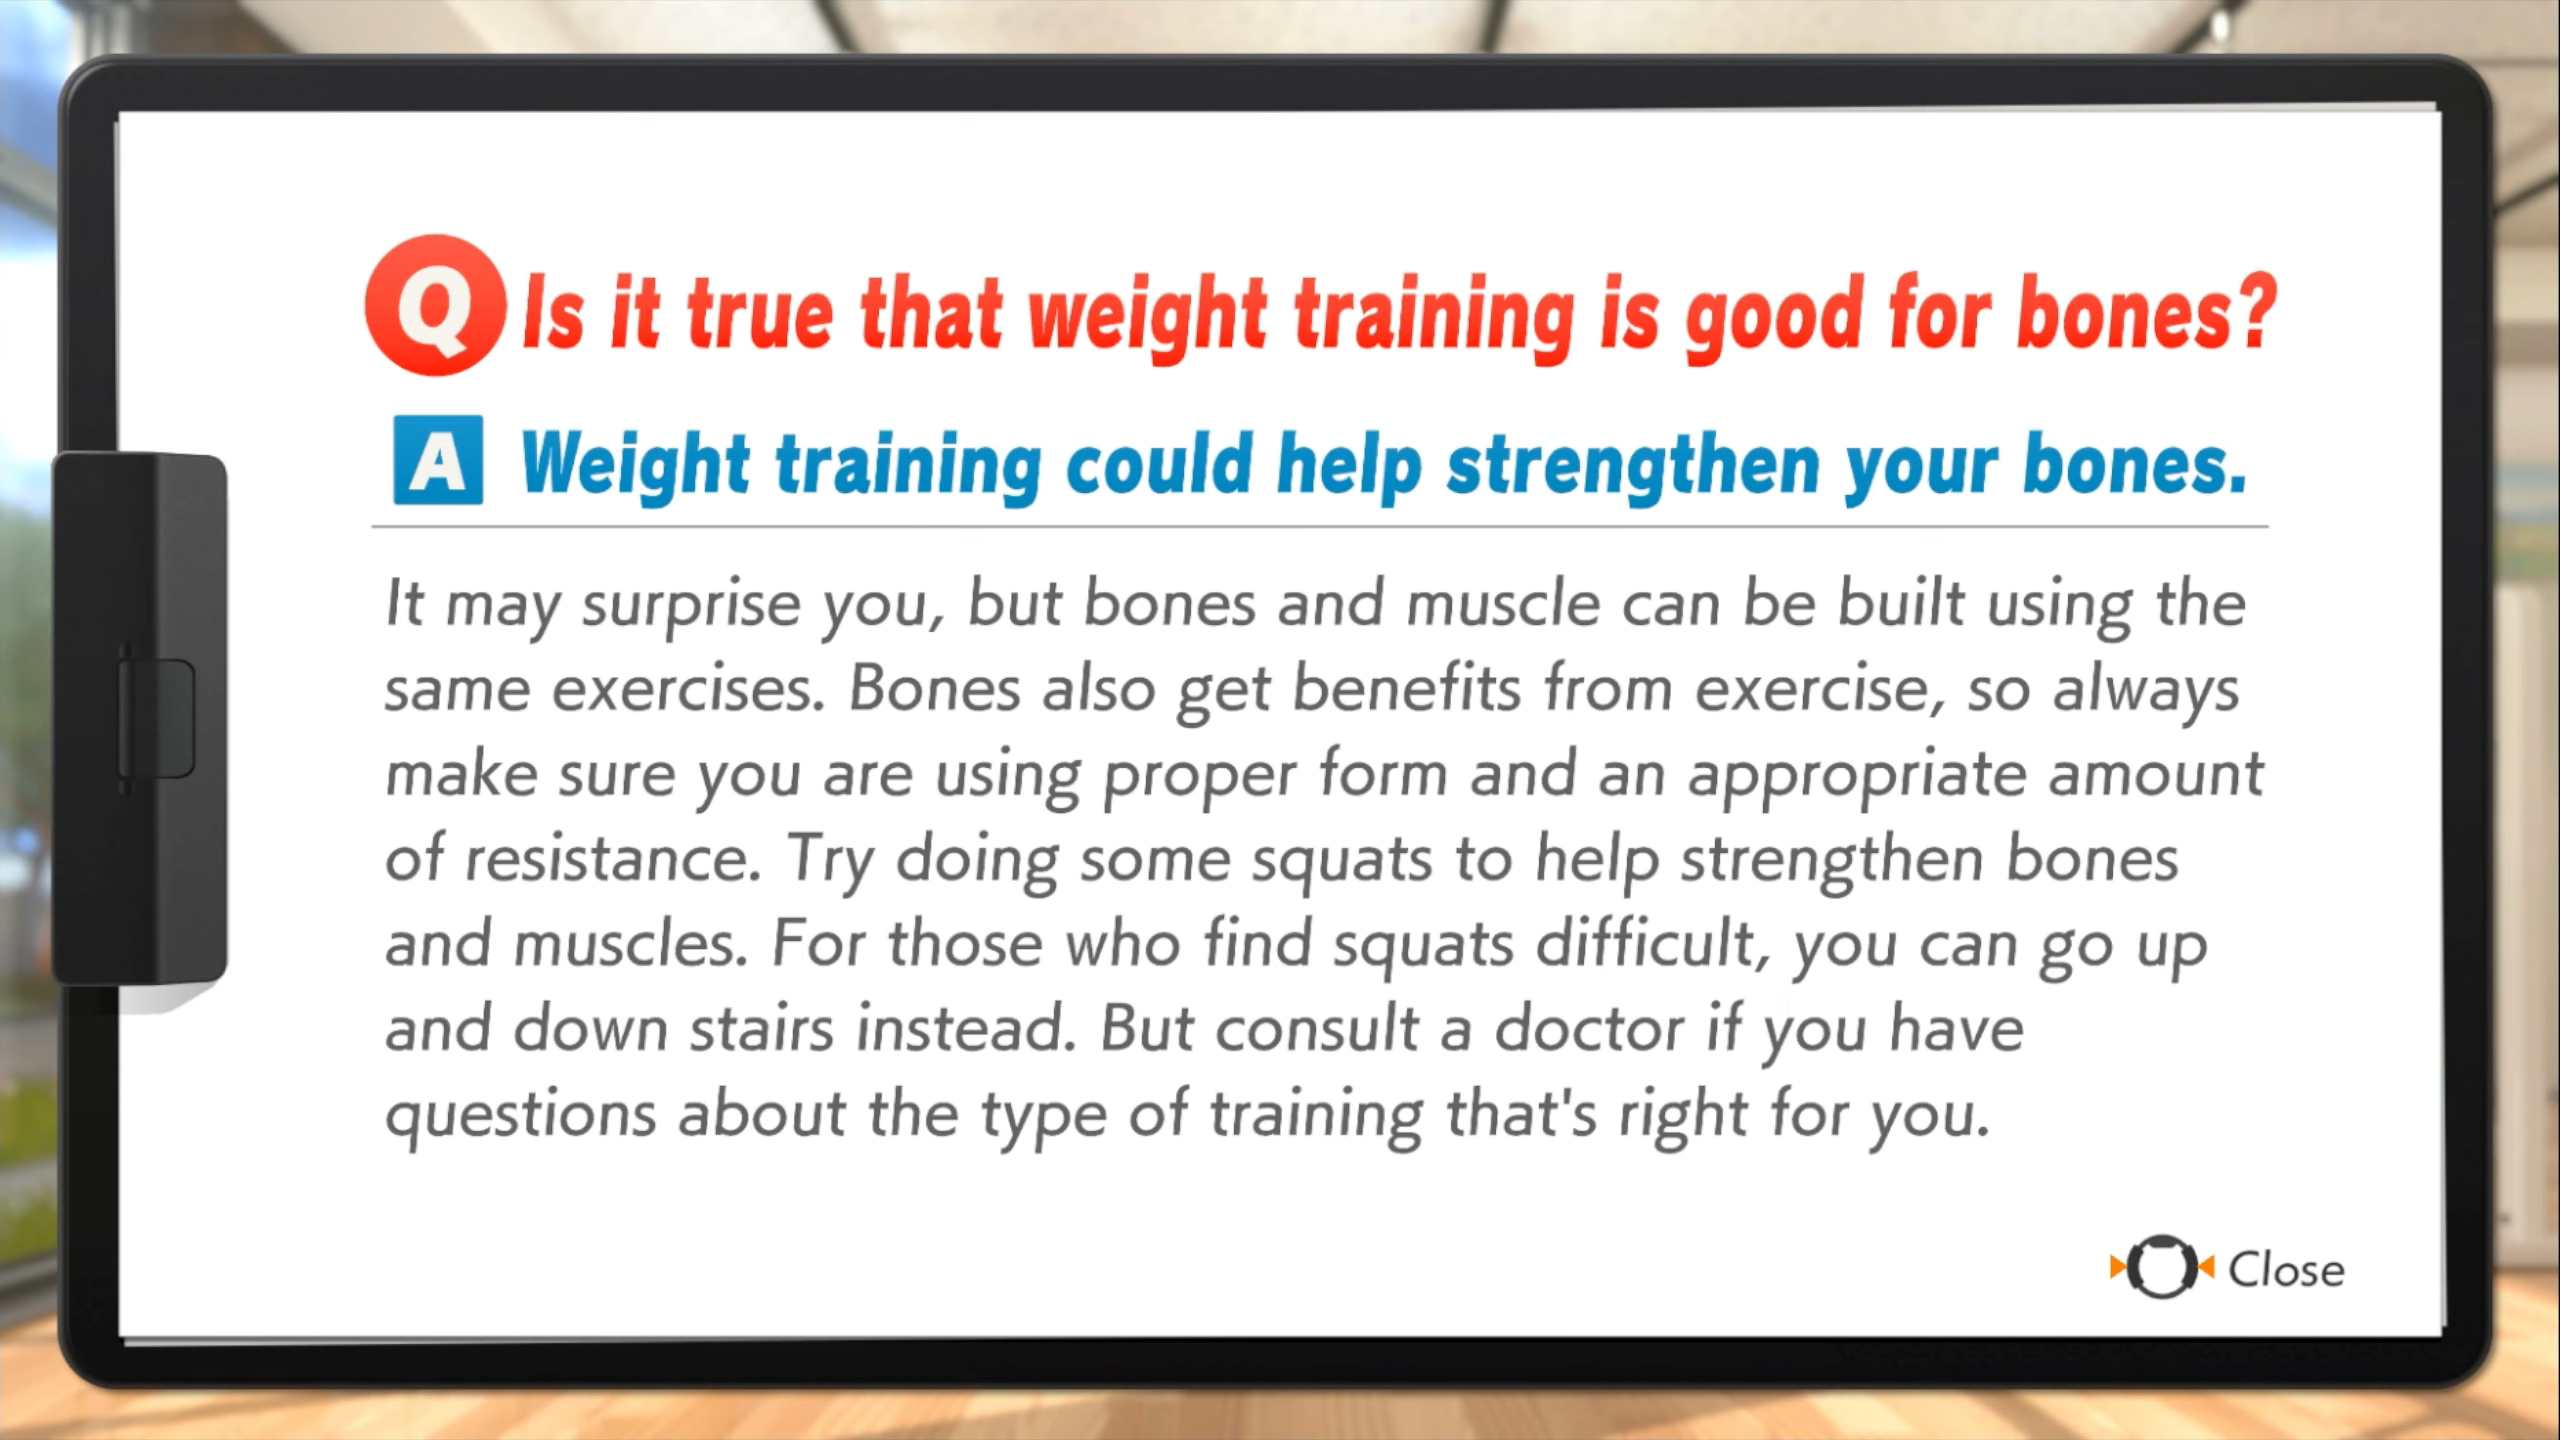 Q Is it true that weight training is good for bones?
A Weight training could help strengthen your bones.
It may surprise you, but bones and muscle can be built using the
same exercises. Bones also get benefits from exercise, so always
make sure you are using proper form and an appropriate amount
of resistance. Try doing some squats to help strengthen bones
and muscles. For those who find squats difficult, you can go up
and down stairs instead. But consult a doctor if you have
questions about the type of training that's right for you.
Close